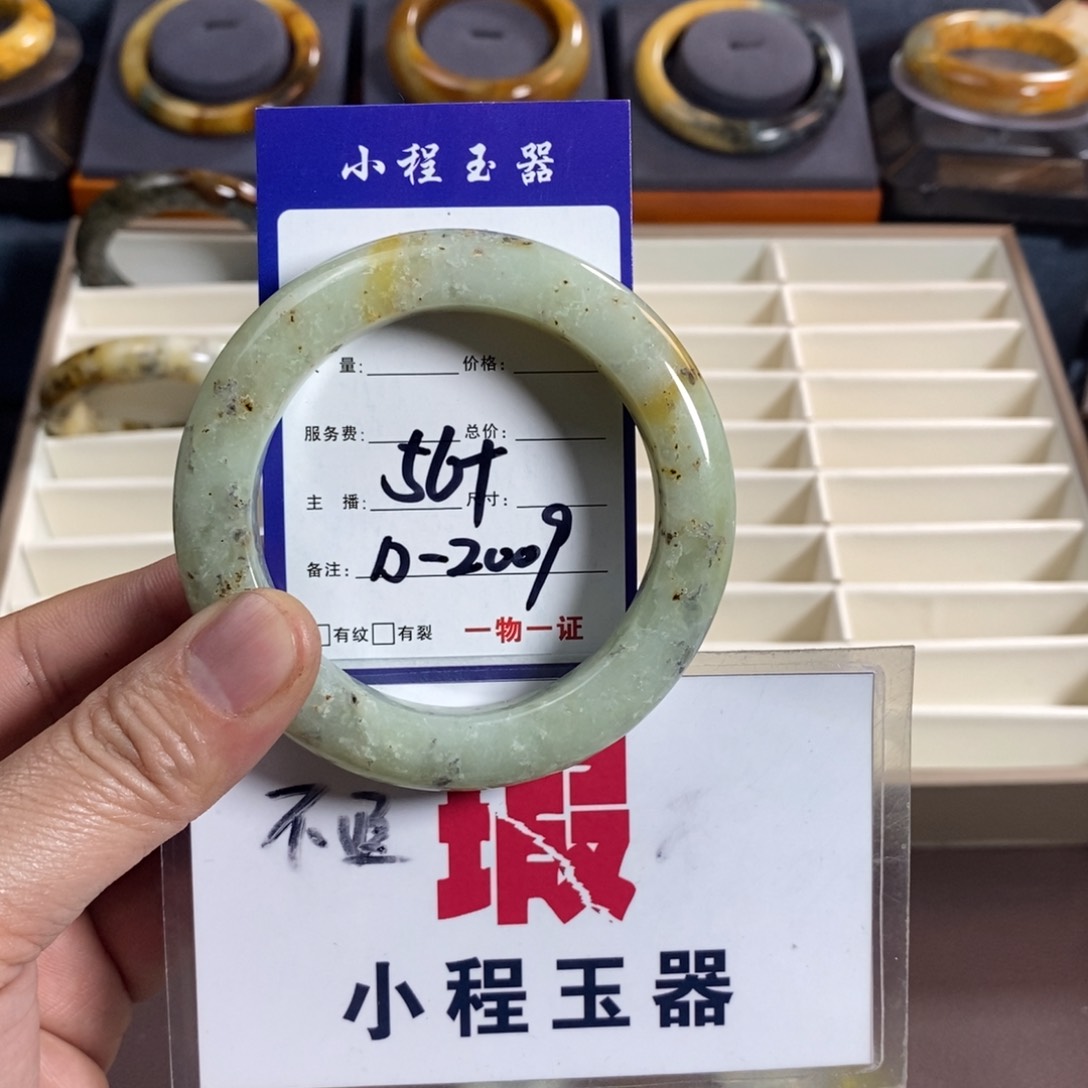 小程玉器
量: 价格:
服务费: 总价:
56+
主 播: 尺寸:
备注: D-2009
有纹 有裂 一物一证
不退
瑕
小程玉器